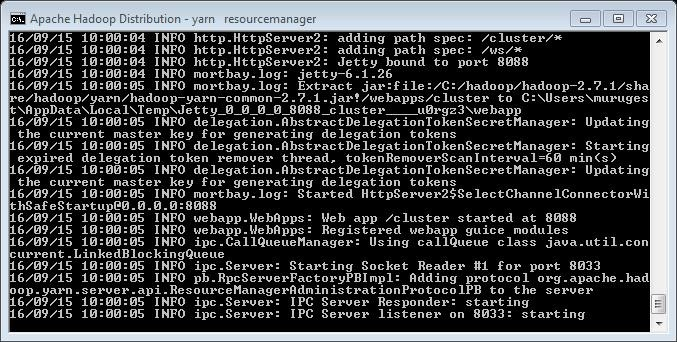 Apache Hadoop Distribution - yarn resourcemanager
16/09/15 10:00:04 INFO http.HttpServer2: adding path spec: /cluster/*
16/09/15 10:00:04 INFO http.HttpServer2: adding path spec: /ws/*
16/09/15 10:00:04 INFO http.HttpServer2: Jetty bound to port 8088
16/09/15 10:00:04 INFO mortbay.log: jetty-6.1.26
16/09/15 10:00:04 INFO mortbay.log: Extract jar:file:/C:/hadoop/hadoop-2.7.1/sha
re/hadoop/yarn/hadoop-yarn-common-2.7.1.jar!/webapps/cluster to C:\Users\muruges
t\AppData\Local\Temp\Jetty_0_0_0_0_8088_cluster____u0rgz3\webapp
16/09/15 10:00:05 INFO delegation.AbstractDelegationTokenSecretManager: Updating
the current master key for generating delegation tokens
16/09/15 10:00:05 INFO delegation.AbstractDelegationTokenSecretManager: Starting
expired delegation token remover thread, tokenRemoverScanInterval=60 min(s)
16/09/15 10:00:05 INFO delegation.AbstractDelegationTokenSecretManager: Updating
the current master key for generating delegation tokens
16/09/15 10:00:05 INFO mortbay.log: Started HttpServer2$SelectChannelConnectorWi
thSafeStartup@0.0.0.0:8088
16/09/15 10:00:05 INFO webapp.WebApps: Web app /cluster started at 8088
16/09/15 10:00:05 INFO webapp.WebApps: Registered webapp guice modules
16/09/15 10:00:05 INFO ipc.CallQueueManager: Using callQueue class java.util.con
current.LinkedBlockingQueue
16/09/15 10:00:05 INFO ipc.Server: Starting Socket Reader #1 for port 8033
16/09/15 10:00:05 INFO pb.RpcServerFactoryPBImpl: Adding protocol org.apache.had
oop.yarn.server.api.ResourceManagerAdministrationProtocolPB to the server
16/09/15 10:00:05 INFO ipc.Server: IPC Server Responder: starting
16/09/15 10:00:05 INFO ipc.Server: IPC Server listener on 8033: starting